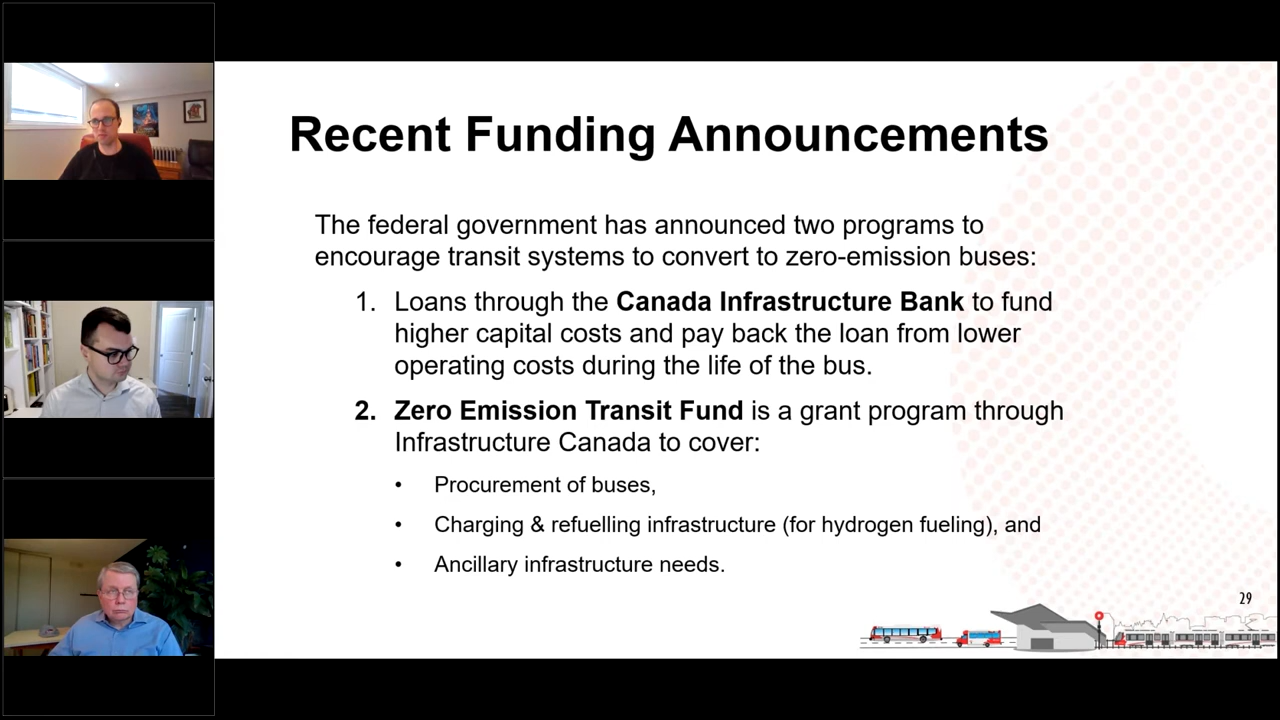 Recent Funding Announcements
The federal government has announced two programs to
encourage transit systems to convert to zero-emission buses:
1. Loans through the Canada Infrastructure Bank to fund
higher capital costs and pay back the loan from lower
operating costs during the life of the bus.
2. Zero Emission Transit Fund is a grant program through
Infrastructure Canada to cover:
• Procurement of buses,
• Charging & refuelling infrastructure (for hydrogen fueling), and
• Ancillary infrastructure needs.
29